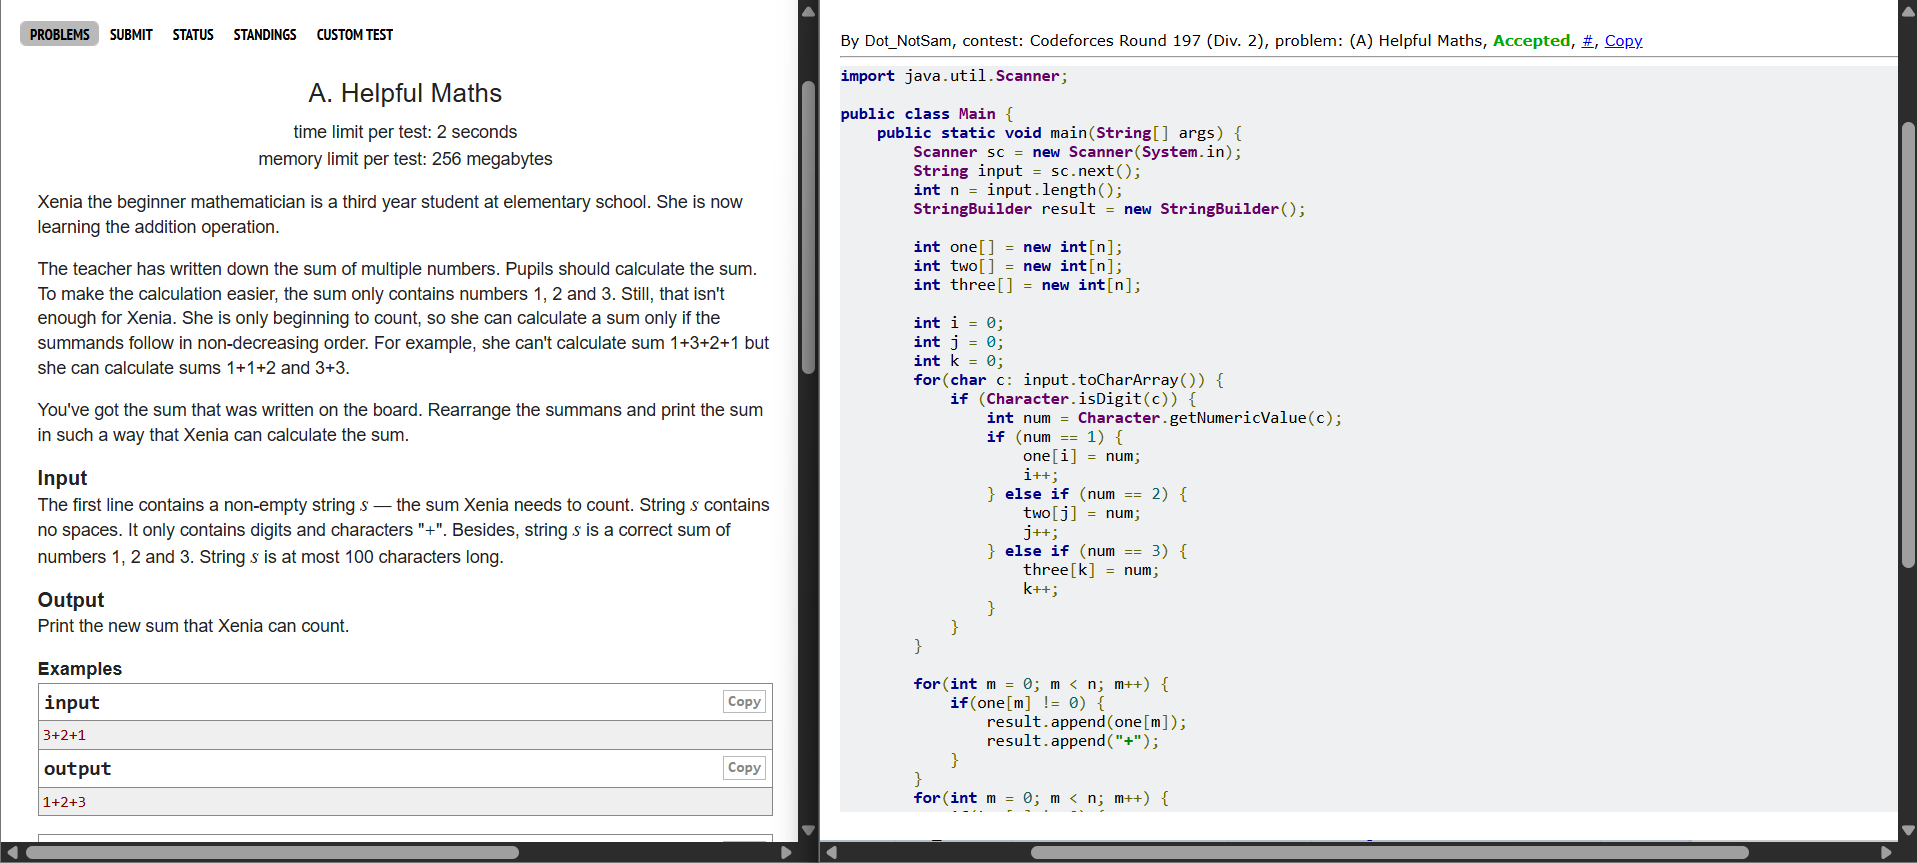 PROBLEMS SUBMIT STATUS STANDINGS CUSTOM TEST
A. Helpful Maths
time limit per test: 2 seconds
memory limit per test: 256 megabytes
Xenia the beginner mathematician is a third year student at elementary school. She is now
learning the addition operation.
The teacher has written down the sum of multiple numbers. Pupils should calculate the sum.
To make the calculation easier, the sum only contains numbers 1, 2 and 3. Still, that isn't
enough for Xenia. She is only beginning to count, so she can calculate a sum only if the
summands follow in non-decreasing order. For example, she can't calculate sum 1+3+2+1 but
she can calculate sums 1+1+2 and 3+3.
You've got the sum that was written on the board. Rearrange the summans and print the sum
in such a way that Xenia can calculate the sum.
Input
The first line contains a non-empty string s — the sum Xenia needs to count. String s contains
no spaces. It only contains digits and characters "+". Besides, string s is a correct sum of
numbers 1, 2 and 3. String s is at most 100 characters long.
Output
Print the new sum that Xenia can count.
Examples
input Copy
3+2+1
output Copy
1+2+3
By Dot_NotSam, contest: Codeforces Round 197 (Div. 2), problem: (A) Helpful Maths, Accepted, #, Copy
import java.util.Scanner;
public class Main {
    public static void main(String[] args) {
        Scanner sc = new Scanner(System.in);
        String input = sc.next();
        int n = input.length();
        StringBuilder result = new StringBuilder();
        int one[] = new int[n];
        int two[] = new int[n];
        int three[] = new int[n];
        int i = 0;
        int j = 0;
        int k = 0;
        for(char c: input.toCharArray()) {
            if (Character.isDigit(c)) {
                int num = Character.getNumericValue(c);
                if (num == 1) {
                    one[i] = num;
                    i++;
                } else if (num == 2) {
                    two[j] = num;
                    j++;
                } else if (num == 3) {
                    three[k] = num;
                    k++;
                }
            }
        }
        for(int m = 0; m < n; m++) {
            if(one[m] != 0) {
                result.append(one[m]);
                result.append("+");
            }
        }
        for(int m = 0; m < n; m++) {